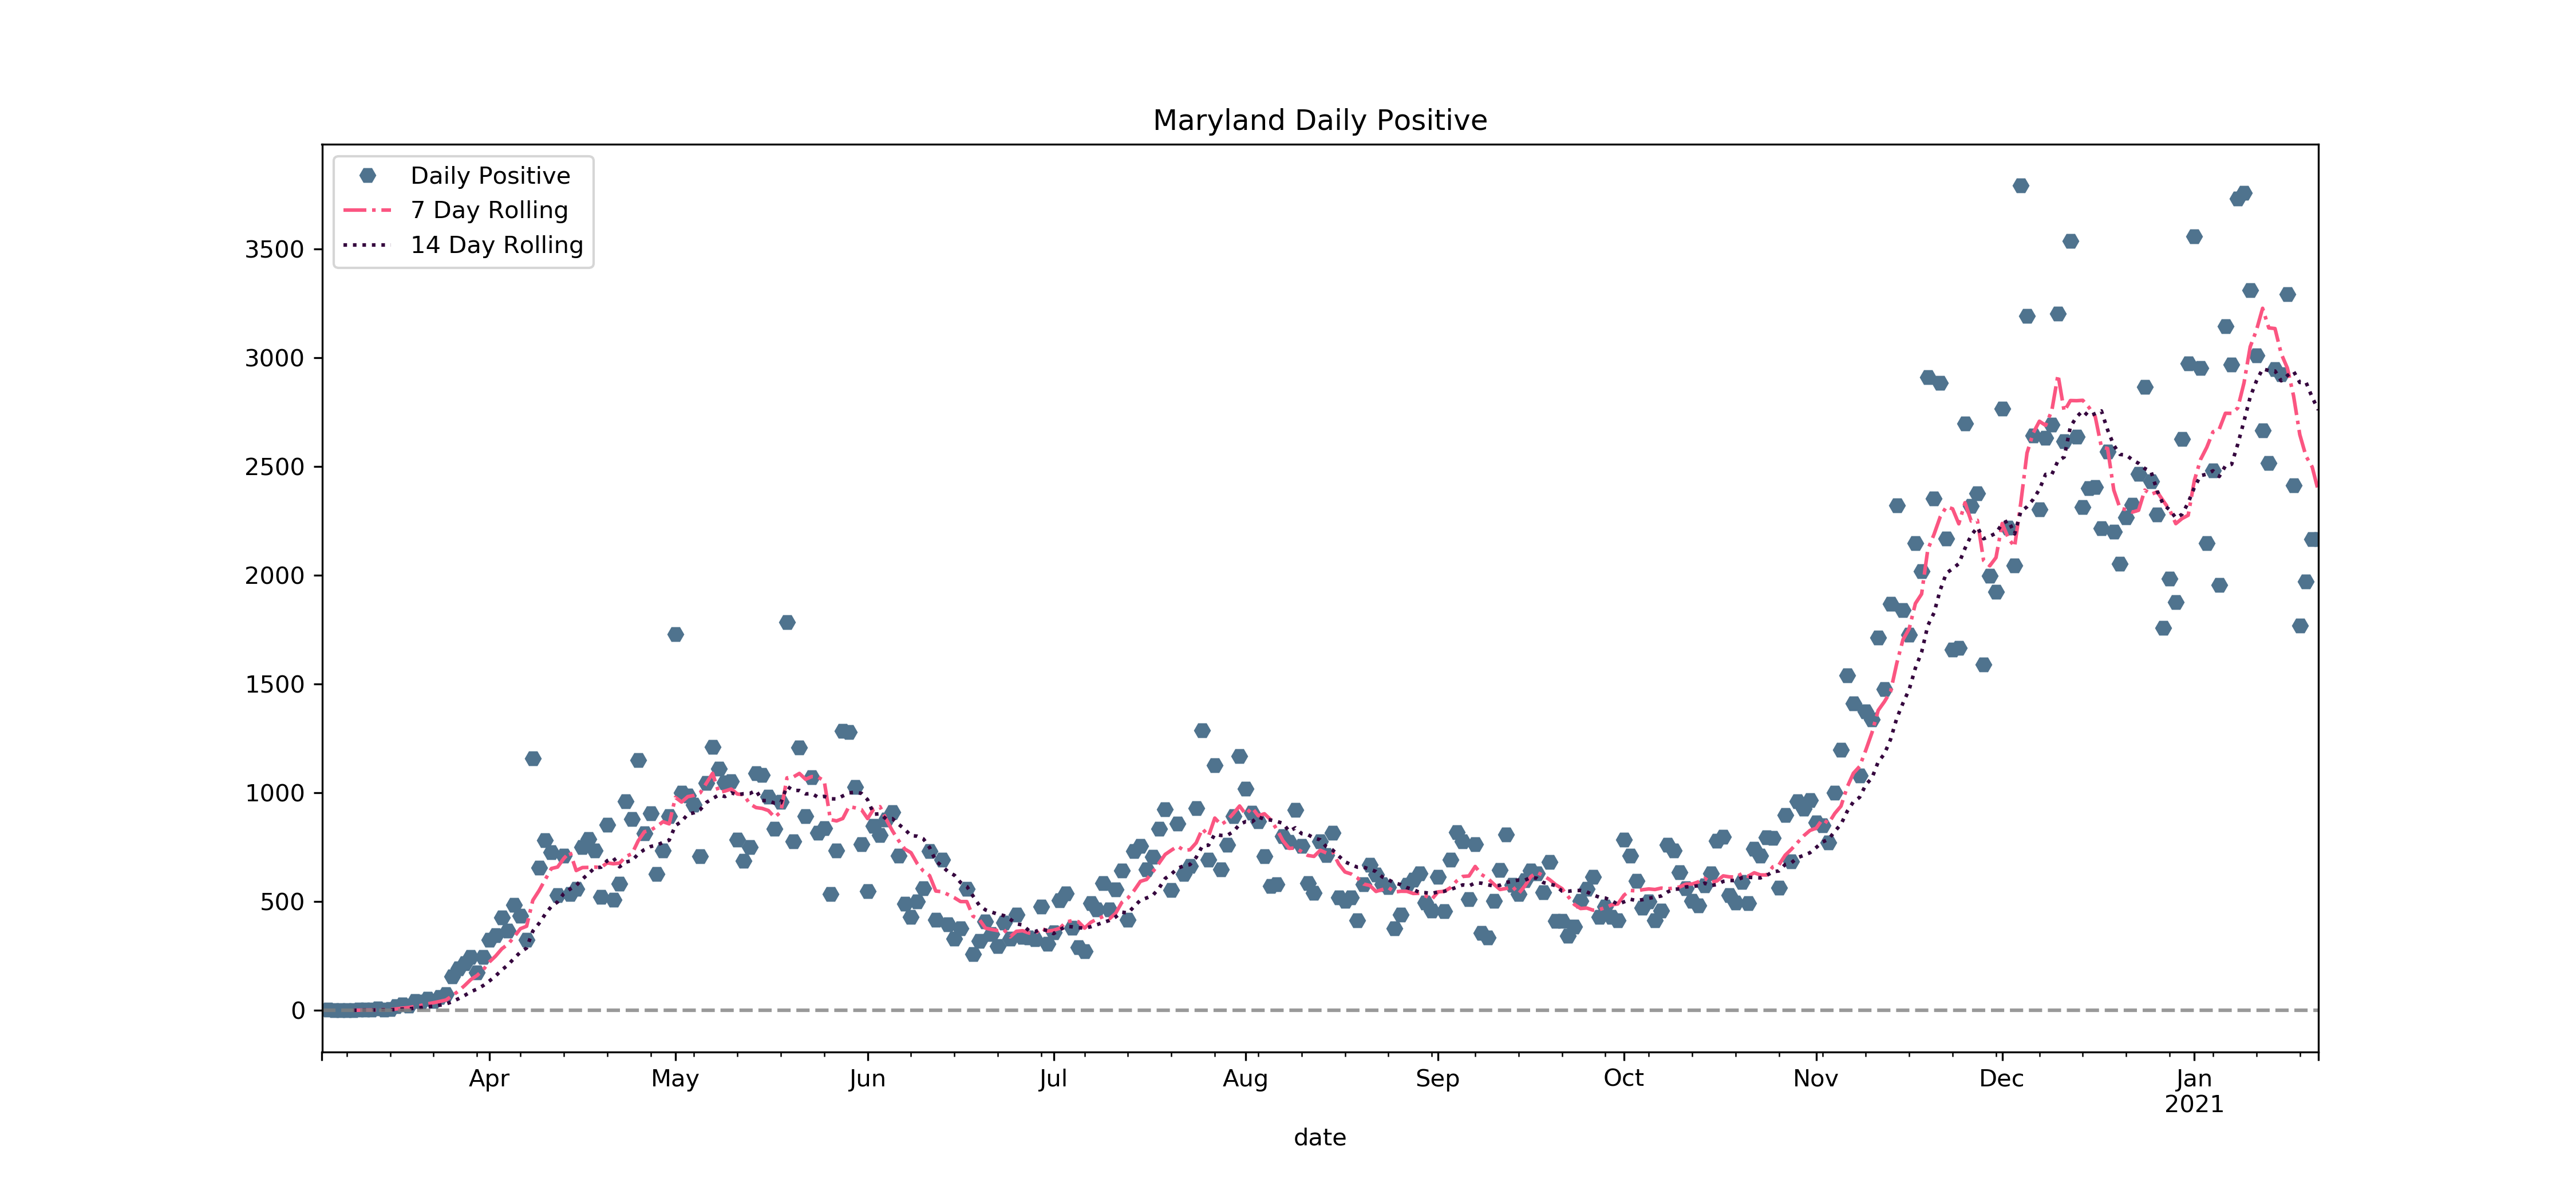 Maryland Daily Positive
Daily Positive
7 Day Rolling
14 Day Rolling
3500
3000
2500
2000
1500
1000
500
0
Apr May Jun Jul Aug Sep Oct Nov Dec Jan
2021
date